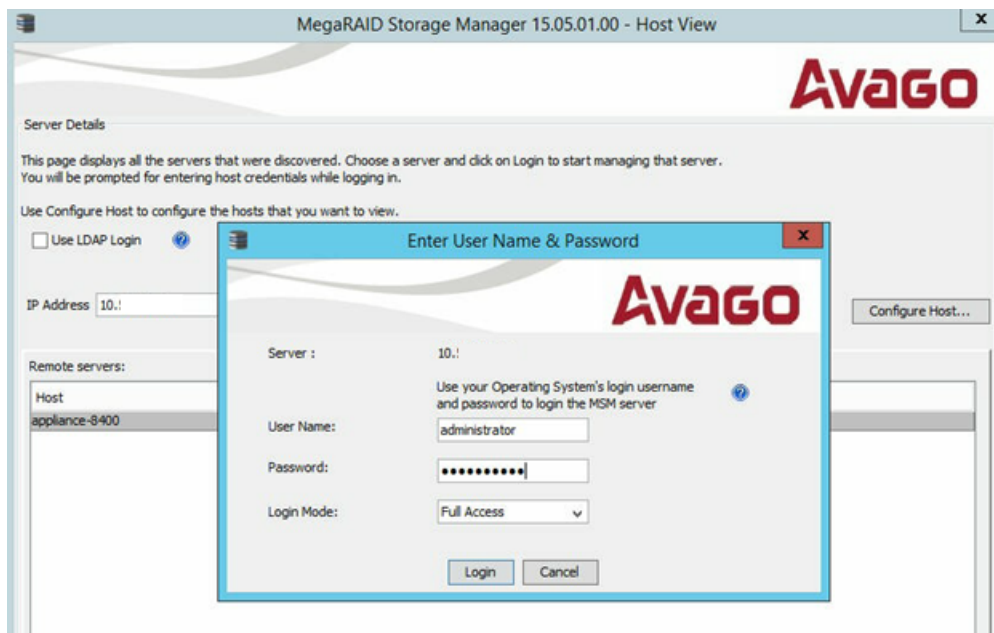 MegaRAID Storage Manager 15.05.01.00 - Host View
x
AVAGO
Server Details
This page displays all the servers that were discovered. Choose a server and click on Login to start managing that server.
You will be prompted for entering host credentials while logging in.
Use Configure Host to configure the hosts that you want to view.
Use LDAP Login
IP Address 10.
Configure Host...
Remote servers:
Host
appliance-8400
Enter User Name & Password
x
AVAGO
Server : 10.
Use your Operating System's login username
and password to login the MSM server
User Name: administrator
Password: ••••••••••
Login Mode: Full Access
Login Cancel